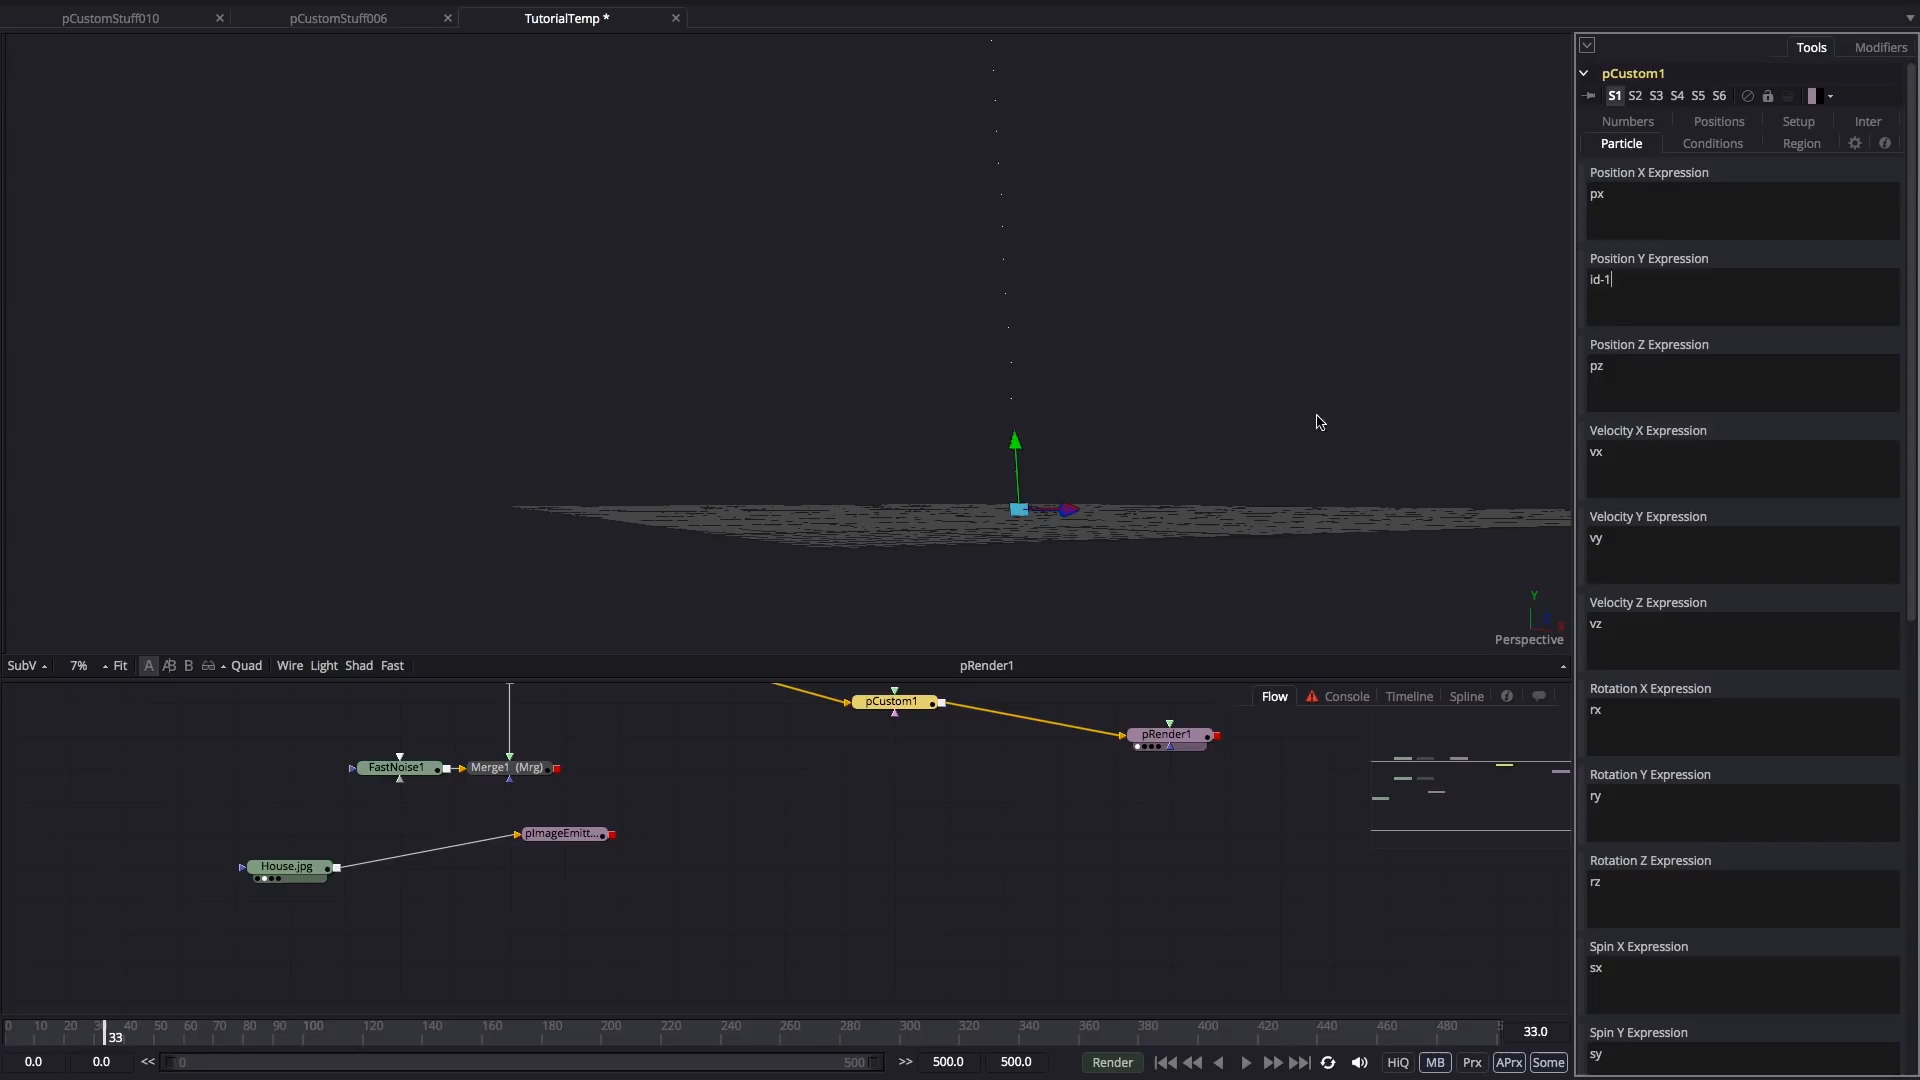 pCustomStuff010
pCustomStuff006
TutorialTemp *
Tools Modifiers
pCustom1
S1 S2 S3 S4 S5 S6
Numbers Positions Setup Inter
Particle Conditions Region
Position X Expression
px
Position Y Expression
id-1
Position Z Expression
pz
Velocity X Expression
vx
Velocity Y Expression
vy
Velocity Z Expression
vz
Rotation X Expression
rx
Rotation Y Expression
ry
Rotation Z Expression
rz
Spin X Expression
sx
Spin Y Expression
sy
Y
X
Perspective
SubV 7% Fit A B Quad Wire Light Shad Fast pRender1
Flow Console Timeline Spline
pCustom1
pRender1
FastNoise1
Merge1 (Mrg)
pImageEmitt...
House.jpg
0 10 20 40 50 60 70 80 90 100 120 140 160 180 200 220 240 260 280 300 320 340 360 380 400 420 440 460 480
33
33.0
0.0 0.0 << 0 500 >> 500.0 500.0 Render HiQ MB Prx APrx Some